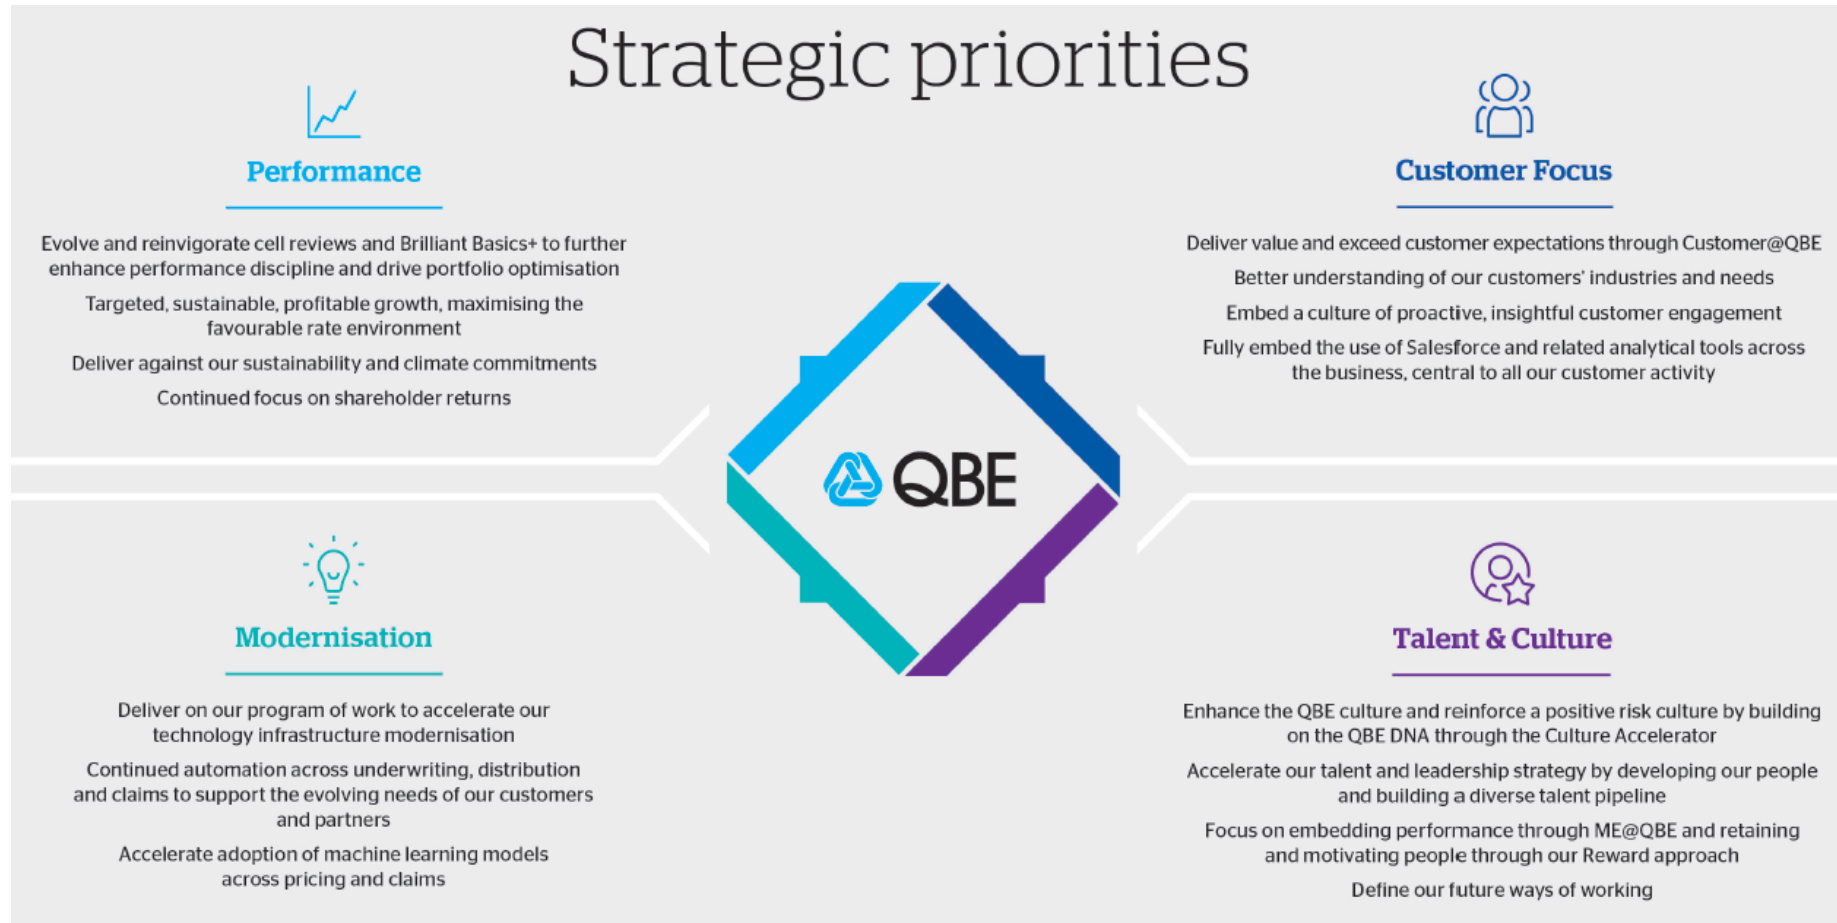 Strategic priorities
Performance
Evolve and reinvigorate cell reviews and Brilliant Basics+ to further
enhance performance discipline and drive portfolio optimisation
Targeted, sustainable, profitable growth, maximising the
favourable rate environment
Deliver against our sustainability and climate commitments
Continued focus on shareholder returns
Customer Focus
Deliver value and exceed customer expectations through Customer@QBE
Better understanding of our customers' industries and needs
Embed a culture of proactive, insightful customer engagement
Fully embed the use of Salesforce and related analytical tools across
the business, central to all our customer activity
QBE
Modernisation
Deliver on our program of work to accelerate our
technology infrastructure modernisation
Continued automation across underwriting, distribution
and claims to support the evolving needs of our customers
and partners
Accelerate adoption of machine learning models
across pricing and claims
Talent & Culture
Enhance the QBE culture and reinforce a positive risk culture by building
on the QBE DNA through the Culture Accelerator
Accelerate our talent and leadership strategy by developing our people
and building a diverse talent pipeline
Focus on embedding performance through ME@QBE and retaining
and motivating people through our Reward approach
Define our future ways of working